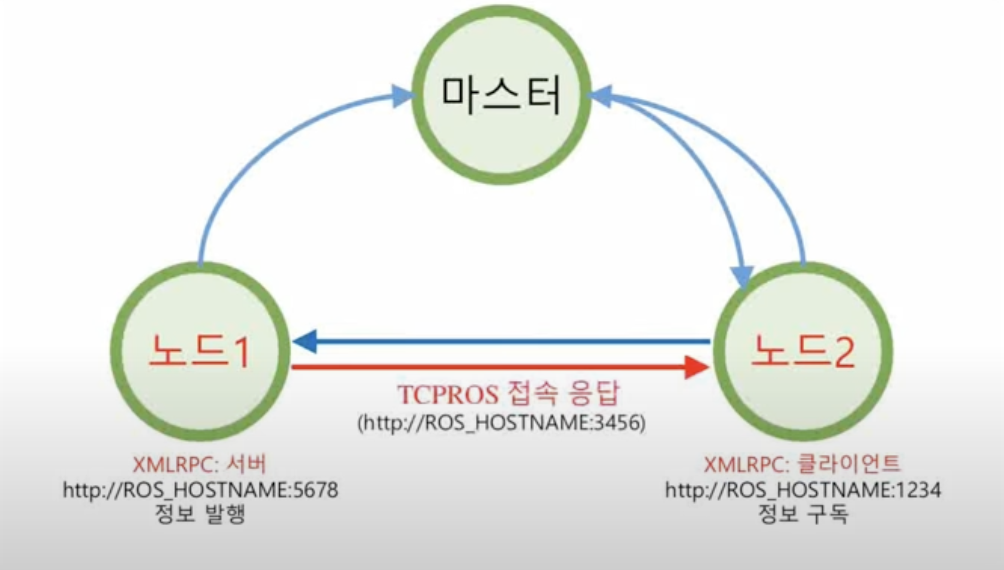 마스터
노드1
노드2
TCPROS 접속 응답
(http://ROS_HOSTNAME:3456)
XMLRPC: 서버
http://ROS_HOSTNAME:5678
정보 발행
XMLRPC: 클라이언트
http://ROS_HOSTNAME:1234
정보 구독